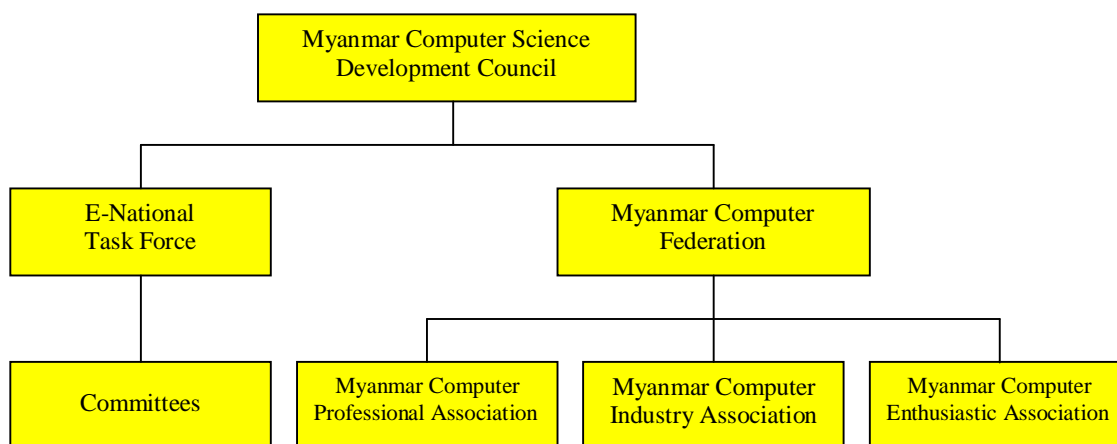 Myanmar Computer Science
Development Council
E-National
Task Force
Myanmar Computer
Federation
Committees
Myanmar Computer
Professional Association
Myanmar Computer
Industry Association
Myanmar Computer
Enthusiastic Association